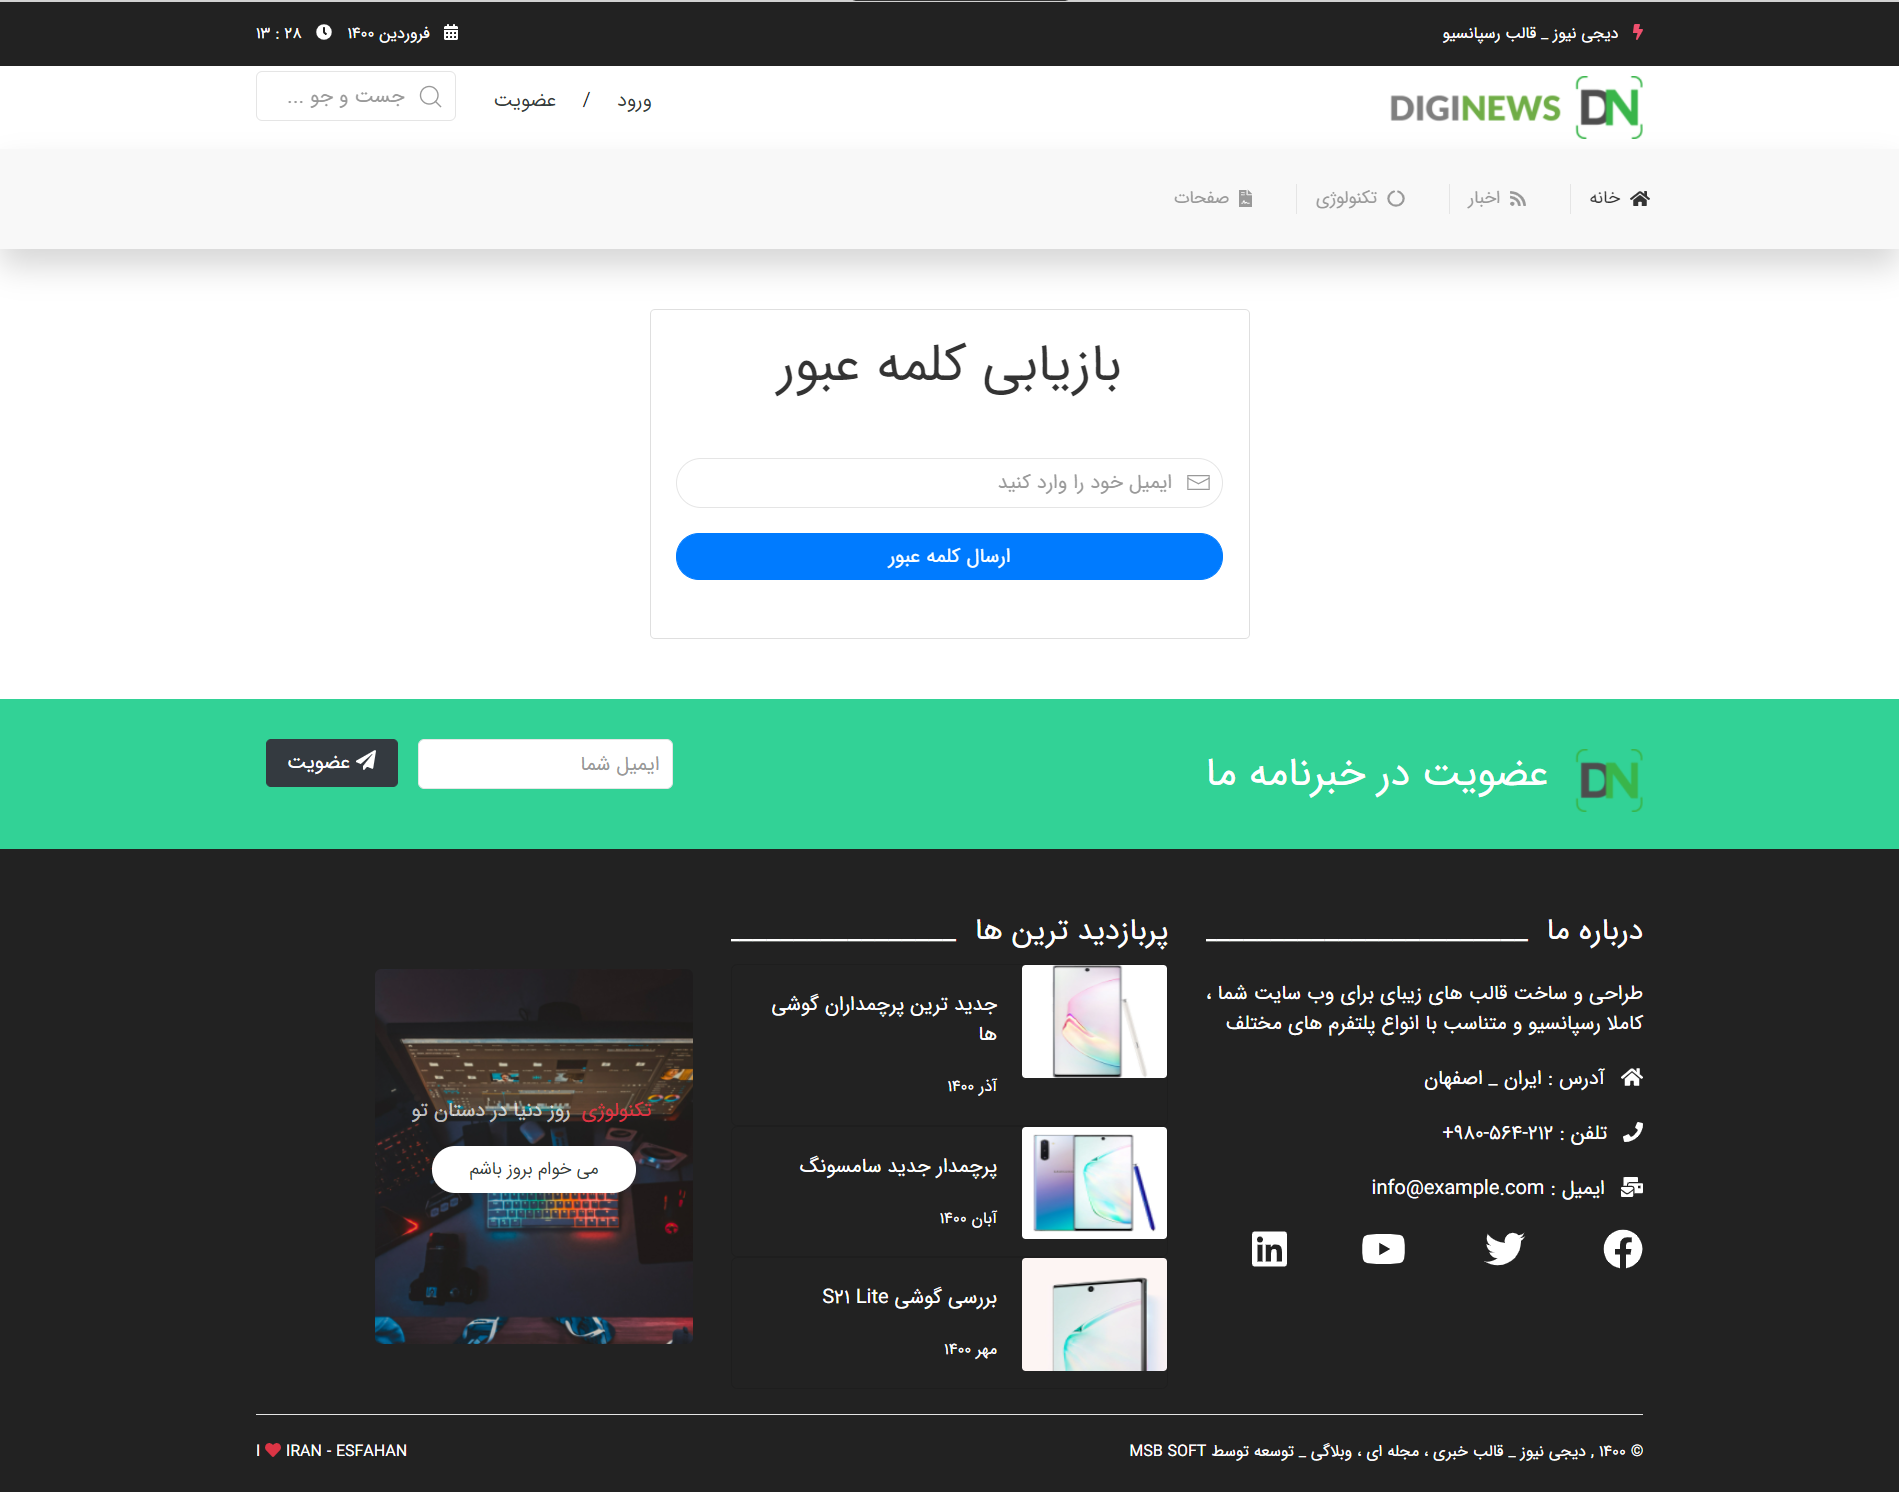 دیجی نیوز _ قالب رسپانسیو
فروردین ۱۴۰۰
۱۳ : ۲۸
DIGINEWS DN
ورود / عضویت
جست و جو ...
خانه
اخبار
تکنولوژی
صفحات
بازیابی کلمه عبور
ایمیل خود را وارد کنید
ارسال کلمه عبور
DN
عضویت در خبرنامه ما
ایمیل شما
عضویت
درباره ما
طراحی و ساخت قالب های زیبای برای وب سایت شما ،
کاملا رسپانسیو و متناسب با انواع پلتفرم های مختلف
آدرس : ایران _ اصفهان
تلفن : ۲۱۲-۵۶۴-۹۸۰+
ایمیل : info@example.com
پربازدید ترین ها
جدید ترین پرچمداران گوشی
ها
آذر ۱۴۰۰
پرچمدار جدید سامسونگ
آبان ۱۴۰۰
بررسی گوشی S۲۱ Lite
مهر ۱۴۰۰
تکنولوژی روز دنیا در دستان تو
می خوام بروز باشم
© ۱۴۰۰ , دیجی نیوز _ قالب خبری ، مجله ای ، وبلاگی _ توسعه توسط MSB SOFT
I ❤ IRAN - ESFAHAN